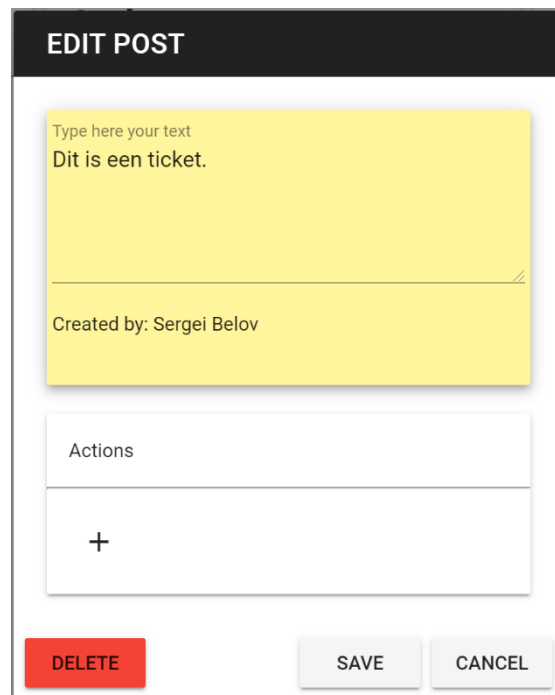 EDIT POST
Type here your text
Dit is een ticket.
Created by: Sergei Belov
Actions
+
DELETE
SAVE
CANCEL